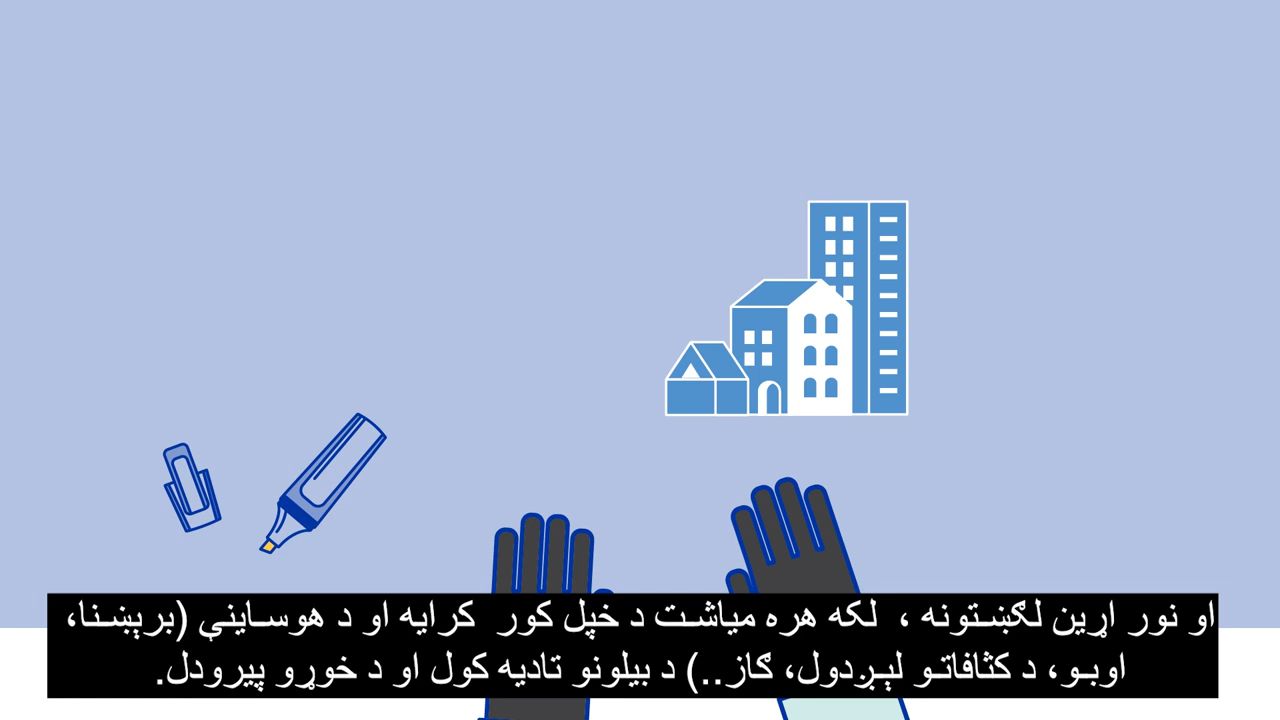 او نور اړین لګښتونه ، لکه هره میاشت د خپل کور کرایه او د هوساینې (برېښنا،
اوبو، د کثافاتو لېږدول، ګاز..) د بیلونو تادیه کول او د خوړو پیرودل.